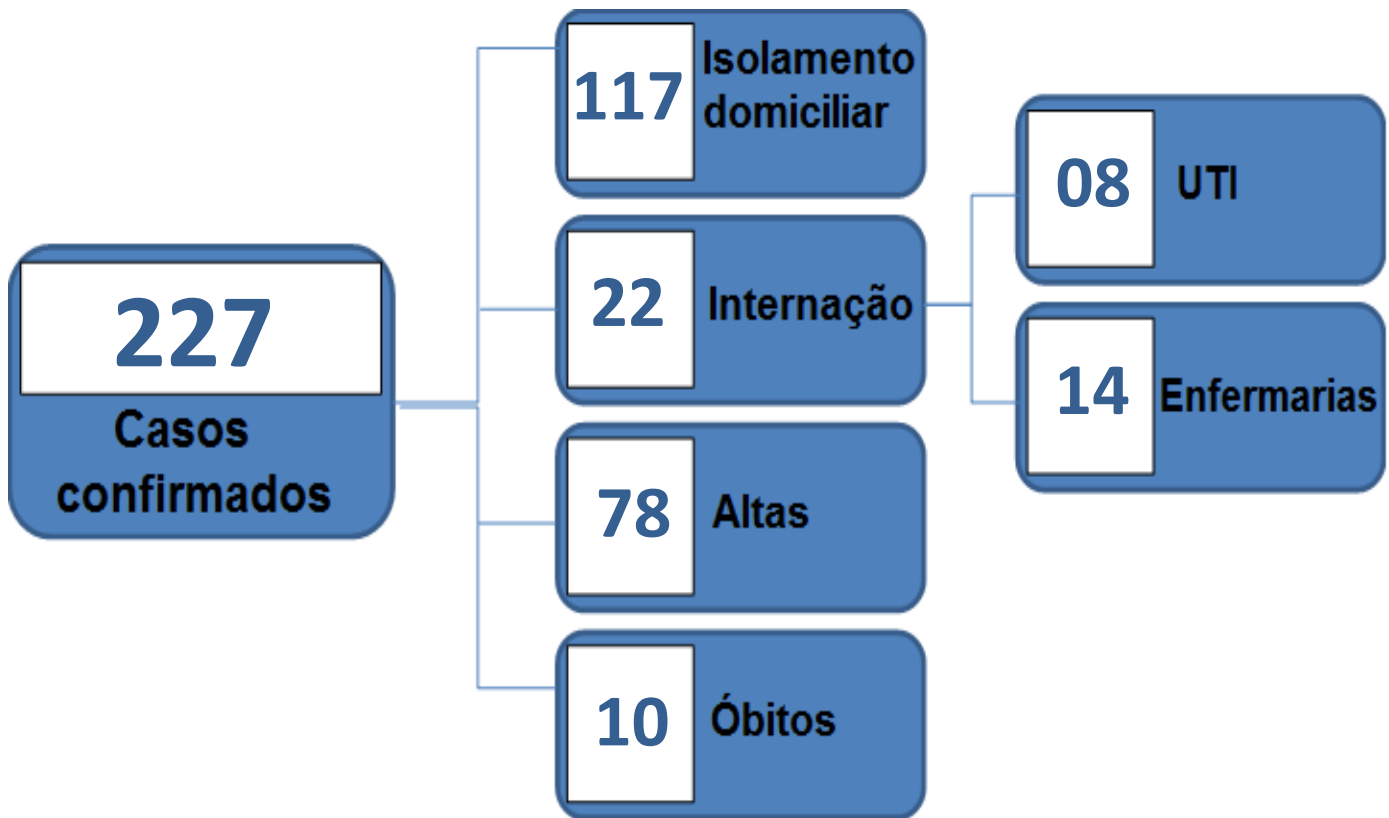 227
Casos
confirmados
117
Isolamento
domiciliar
22
Internação
08
UTI
14
Enfermarias
78
Altas
10
Óbitos